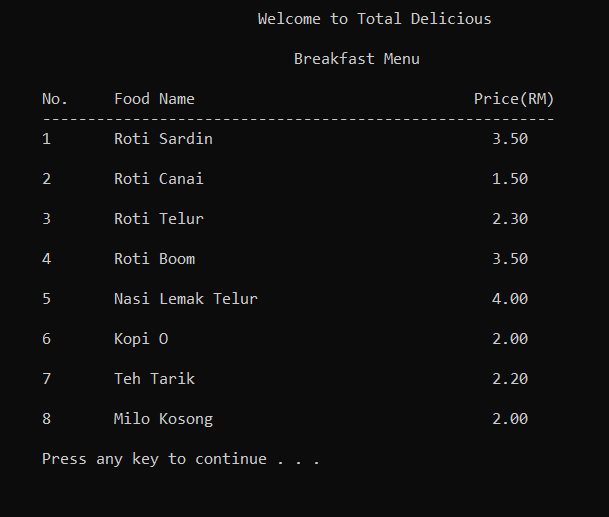 Welcome to Total Delicious
Breakfast Menu
No. Food Name Price(RM)
---------------------------------------------------------
1 Roti Sardin 3.50
2 Roti Canai 1.50
3 Roti Telur 2.30
4 Roti Boom 3.50
5 Nasi Lemak Telur 4.00
6 Kopi O 2.00
7 Teh Tarik 2.20
8 Milo Kosong 2.00
Press any key to continue . . .